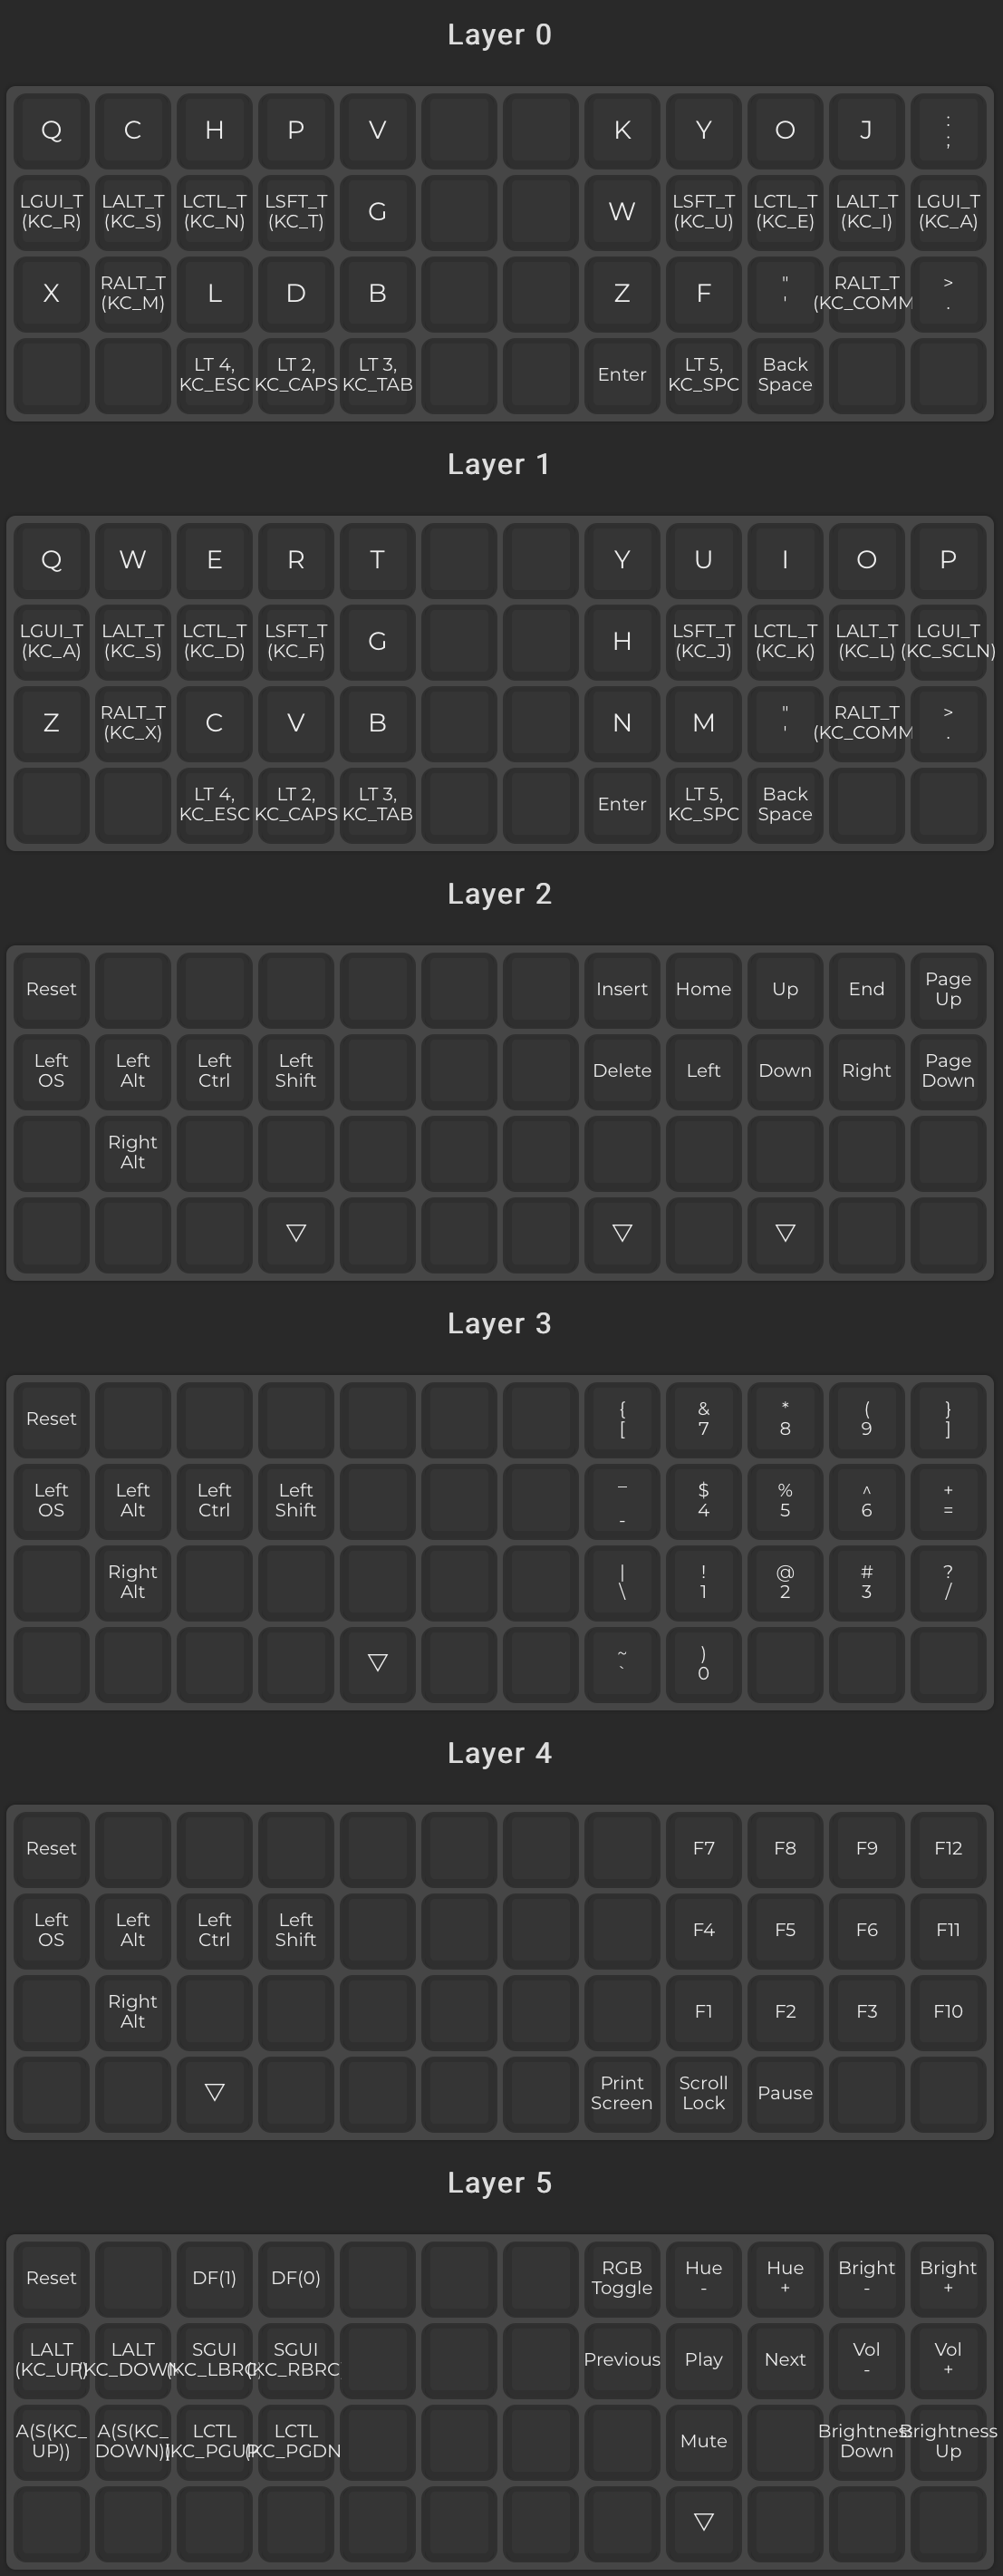 Layer 0
Q C H P V K Y O J :
;
LGUI_T LALT_T LCTL_T LSFT_T G W LSFT_T LCTL_T LALT_T LGUI_T
(KC_R) (KC_S) (KC_N) (KC_T) (KC_U) (KC_E) (KC_I) (KC_A)
X RALT_T L D B Z F " RALT_T >
(KC_M) ' (KC_COMM .
LT 4, LT 2, LT 3, Enter LT 5, Back
KC_ESC KC_CAPS KC_TAB KC_SPC Space
Layer 1
Q W E R T Y U I O P
LGUI_T LALT_T LCTL_T LSFT_T G H LSFT_T LCTL_T LALT_T LGUI_T
(KC_A) (KC_S) (KC_D) (KC_F) (KC_J) (KC_K) (KC_L) (KC_SCLN)
Z RALT_T C V B N M " RALT_T >
(KC_X) ' (KC_COMM .
LT 4, LT 2, LT 3, Enter LT 5, Back
KC_ESC KC_CAPS KC_TAB KC_SPC Space
Layer 2
Reset Insert Home Up End Page
Up
Left Left Left Left Delete Left Down Right Page
OS Alt Ctrl Shift Down
Right
Alt
▽ ▽ ▽
Layer 3
Reset { & * ( }
[ 7 8 9 ]
Left Left Left Left _ $ % ^ +
OS Alt Ctrl Shift - 4 5 6 =
Right | ! @ # ?
Alt \ 1 2 3 /
▽ ~ )
` 0
Layer 4
Reset F7 F8 F9 F12
Left Left Left Left F4 F5 F6 F11
OS Alt Ctrl Shift
Right F1 F2 F3 F10
Alt
▽ Print Scroll Pause
Screen Lock
Layer 5
Reset DF(1) DF(0) RGB Hue Hue Bright Bright
Toggle - + - +
LALT LALT SGUI SGUI Previous Play Next Vol Vol
(KC_UP) (KC_DOWN (KC_LBRC (KC_RBRC - +
A(S(KC_ A(S(KC_ LCTL LCTL Mute Brightness Brightness
UP)) DOWN)) (KC_PGUP (KC_PGDN Down Up
▽